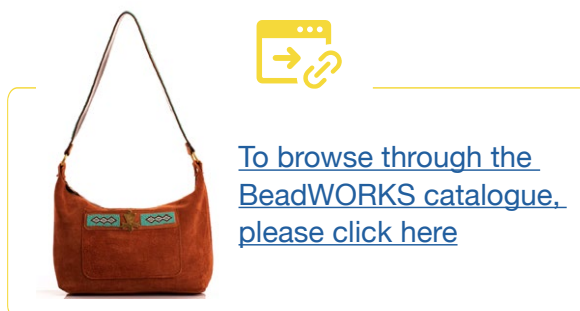 To browse through the
BeadWORKS catalogue,
please click here